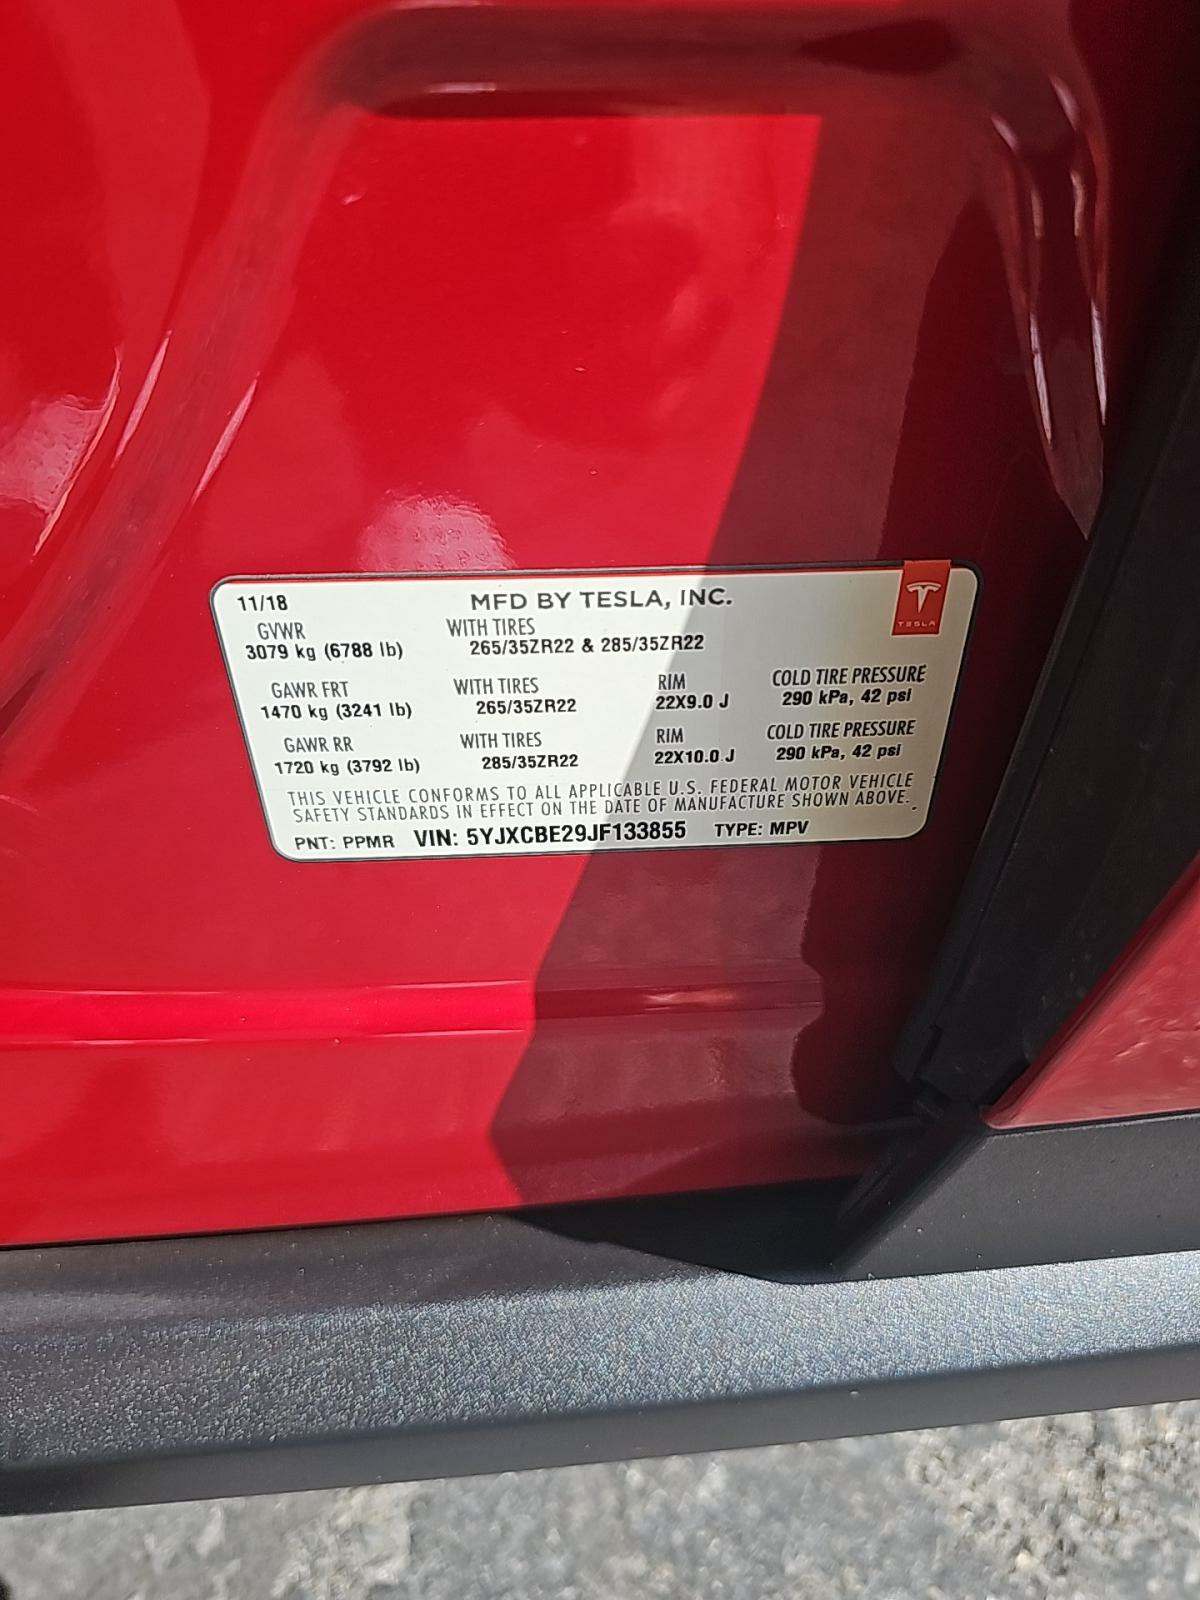 11/18 MFD BY TESLA, INC. TESLA
GVWR WITH TIRES
3079 kg (6788 lb) 265/35ZR22 & 285/35ZR22
GAWR FRT WITH TIRES RIM COLD TIRE PRESSURE
1470 kg (3241 lb) 265/35ZR22 22X9.0 J 290 kPa, 42 psi
GAWR RR WITH TIRES RIM COLD TIRE PRESSURE
1720 kg (3792 lb) 285/35ZR22 22X10.0 J 290 kPa, 42 psi
THIS VEHICLE CONFORMS TO ALL APPLICABLE U.S. FEDERAL MOTOR VEHICLE
SAFETY STANDARDS IN EFFECT ON THE DATE OF MANUFACTURE SHOWN ABOVE.
PNT: PPMR VIN: 5YJXCBE29JF133855 TYPE: MPV